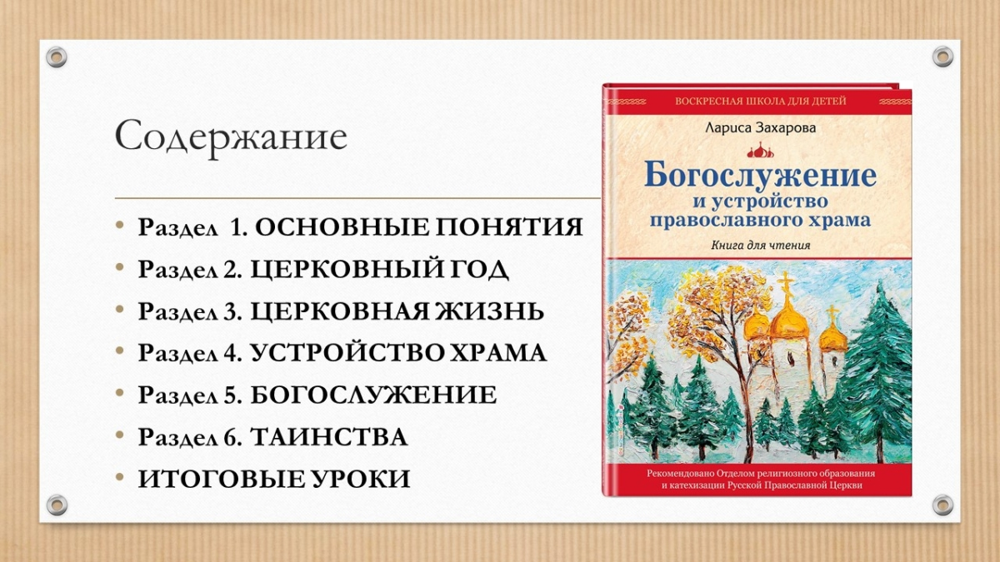 Содержание
Раздел 1. ОСНОВНЫЕ ПОНЯТИЯ
Раздел 2. ЦЕРКОВНЫЙ ГОД
Раздел 3. ЦЕРКОВНАЯ ЖИЗНЬ
Раздел 4. УСТРОЙСТВО ХРАМА
Раздел 5. БОГОСЛУЖЕНИЕ
Раздел 6. ТАИНСТВА
ИТОГОВЫЕ УРОКИ
ВОСКРЕСНАЯ ШКОЛА ДЛЯ ДЕТЕЙ
Лариса Захарова
Богослужение
и устройство
православного храма
Книга для чтения
Рекомендовано Отделом религиозного образования
и катехизации Русской Православной Церкви